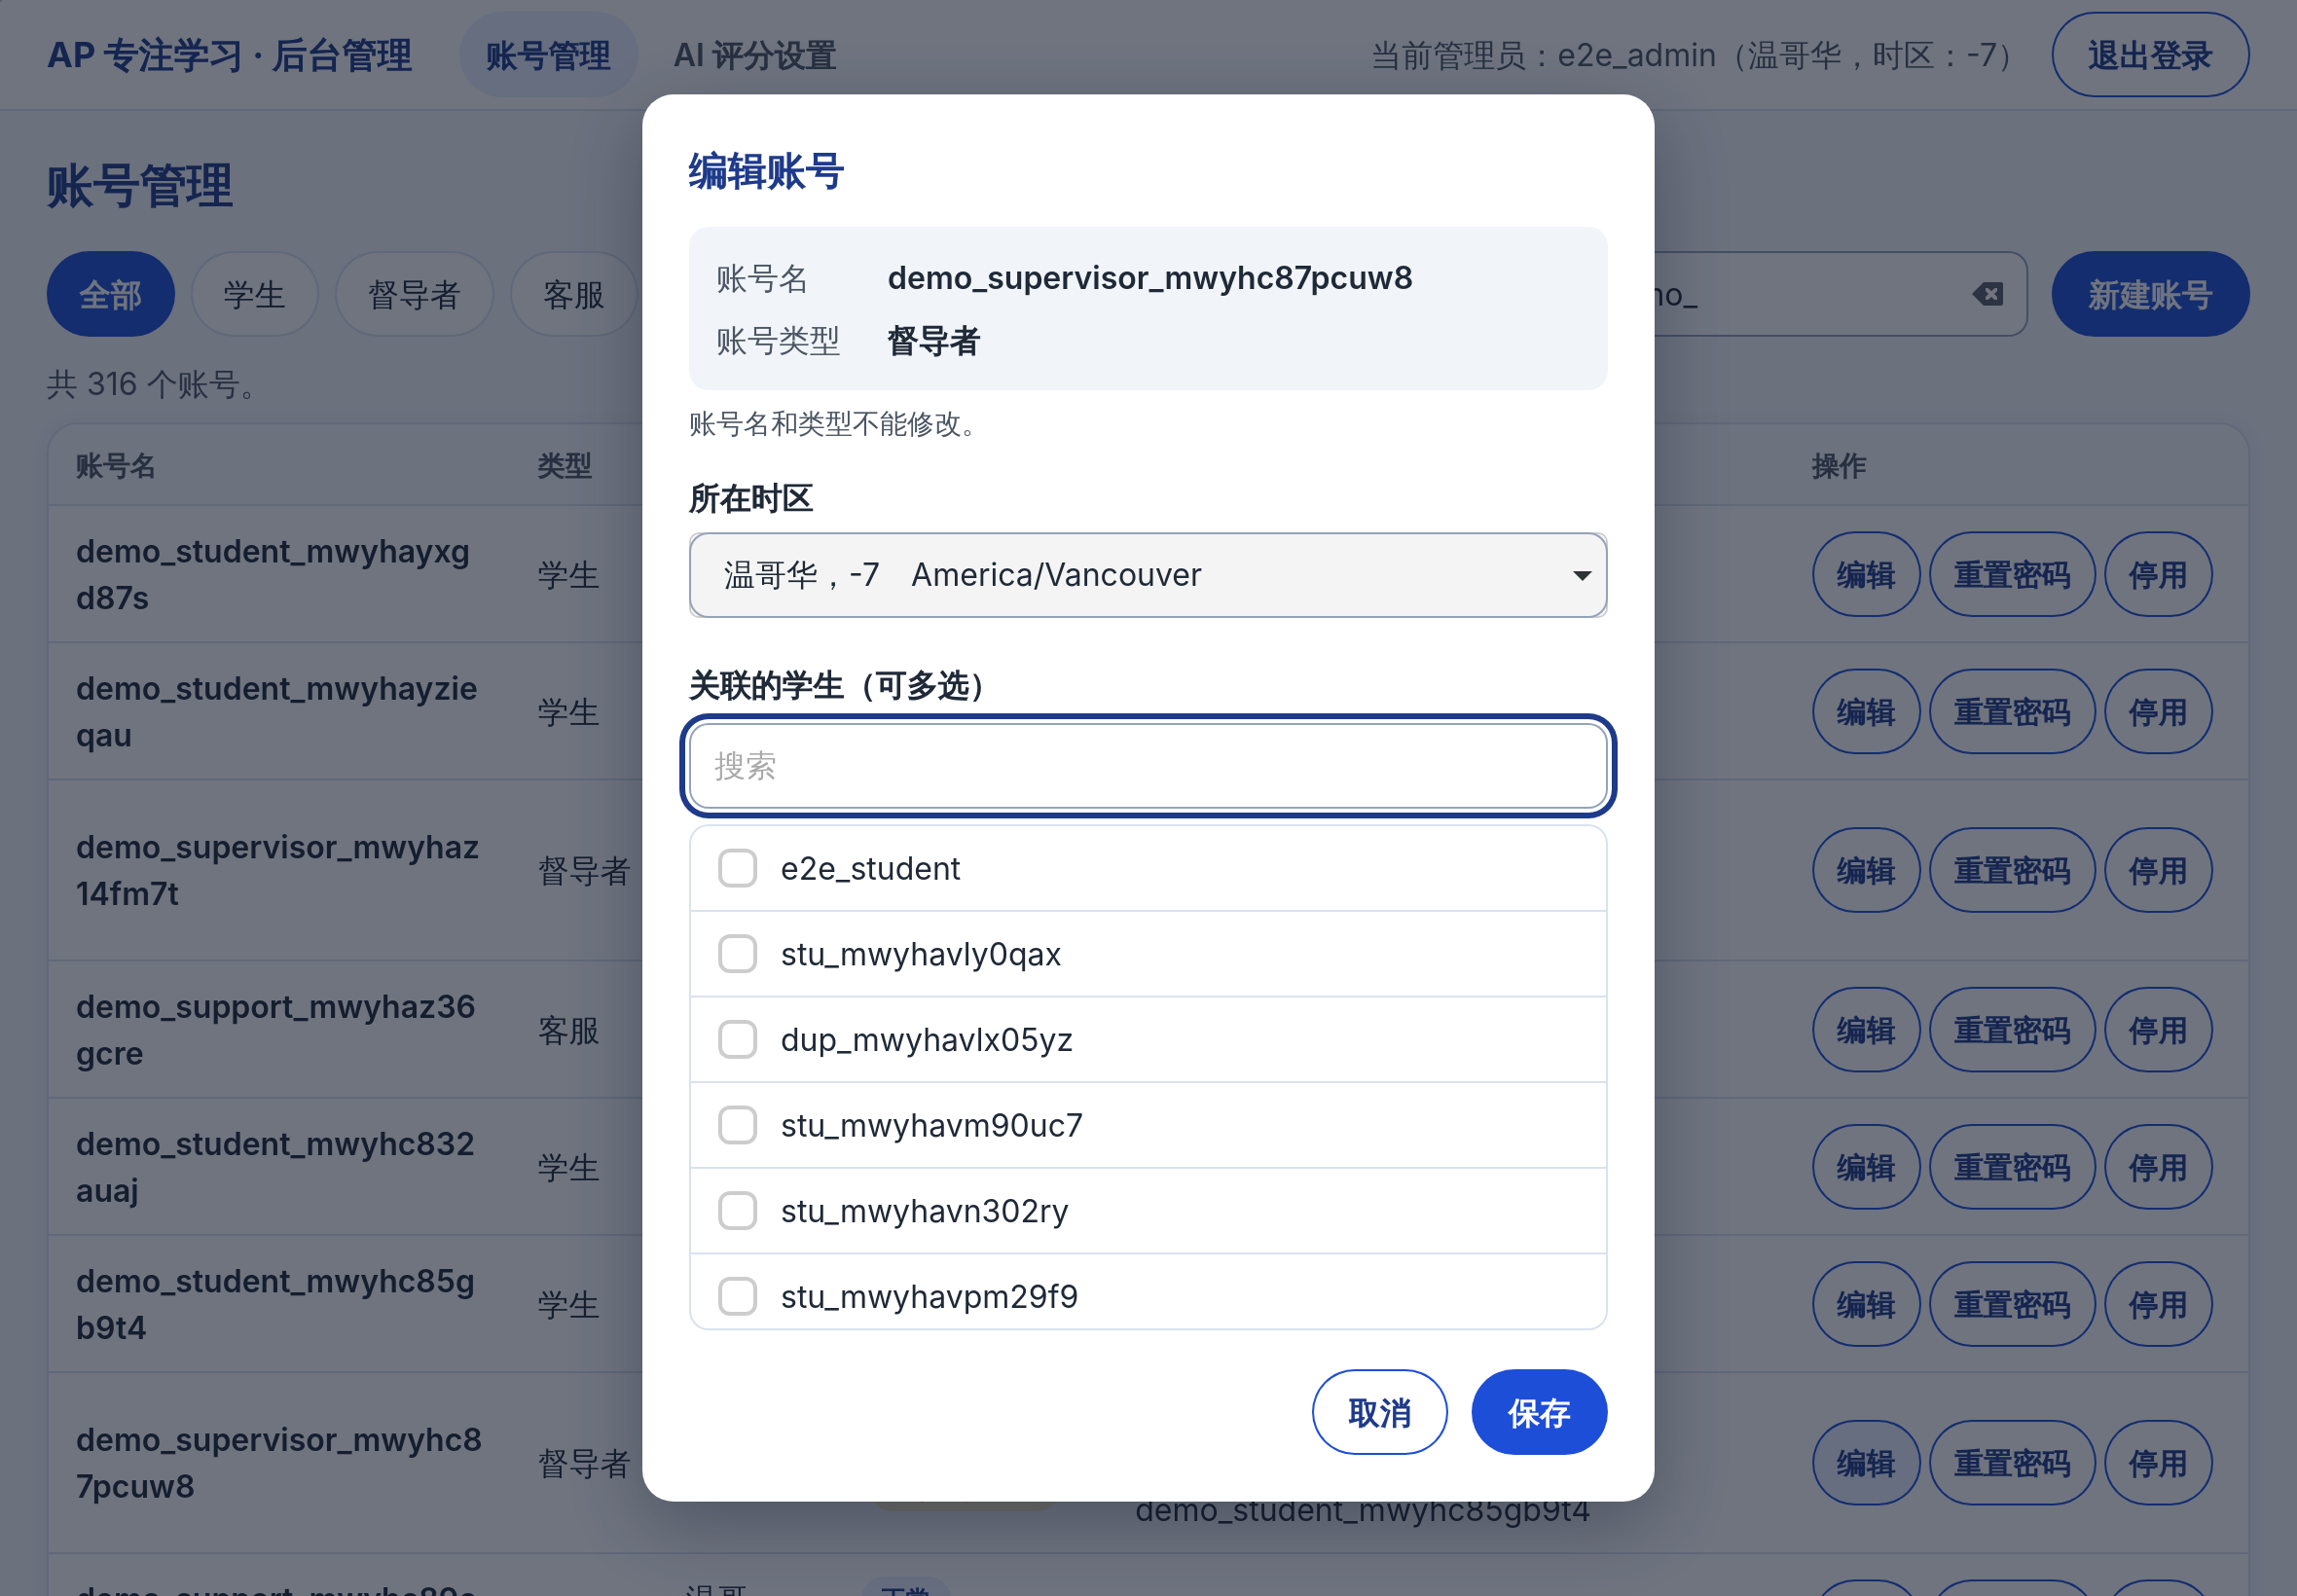 AP 专注学习 · 后台管理 账号管理 AI 评分设置 当前管理员：e2e_admin（温哥华，时区：-7） 退出登录
账号管理
全部 学生 督导者 客服 新建账号
共 316 个账号。
账号名 类型 操作
demo_student_mwyhayxg
d87s
学生 编辑 重置密码 停用
demo_student_mwyhayzie
qau
学生 编辑 重置密码 停用
demo_supervisor_mwyhaz
14fm7t
督导者 编辑 重置密码 停用
demo_support_mwyhaz36
gcre
客服 编辑 重置密码 停用
demo_student_mwyhc832
auaj
学生 编辑 重置密码 停用
demo_student_mwyhc85g
b9t4
学生 编辑 重置密码 停用
demo_supervisor_mwyhc8
7pcuw8
督导者 编辑 重置密码 停用
demo_student_mwyhc85gb9t4
编辑账号
账号名 demo_supervisor_mwyhc87pcuw8
账号类型 督导者
账号名和类型不能修改。
所在时区
温哥华，-7 America/Vancouver
关联的学生（可多选）
搜索
e2e_student
stu_mwyhavly0qax
dup_mwyhavlx05yz
stu_mwyhavm90uc7
stu_mwyhavn302ry
stu_mwyhavpm29f9
取消 保存